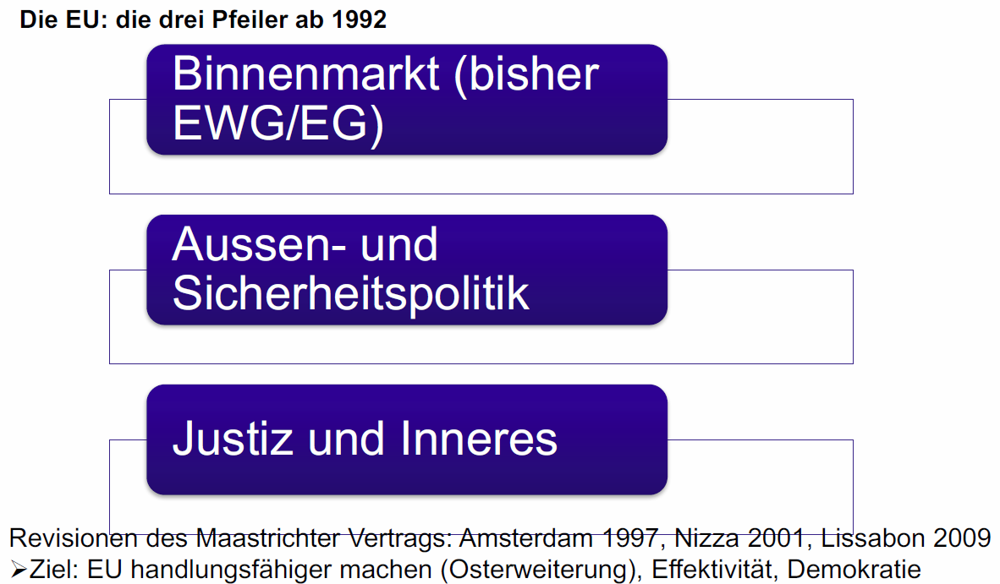 Die EU: die drei Pfeiler ab 1992
Binnenmarkt (bisher
EWG/EG)
Aussen- und
Sicherheitspolitik
Justiz und Inneres
Revisionen des Maastrichter Vertrags: Amsterdam 1997, Nizza 2001, Lissabon 2009
➢Ziel: EU handlungsfähiger machen (Osterweiterung), Effektivität, Demokratie